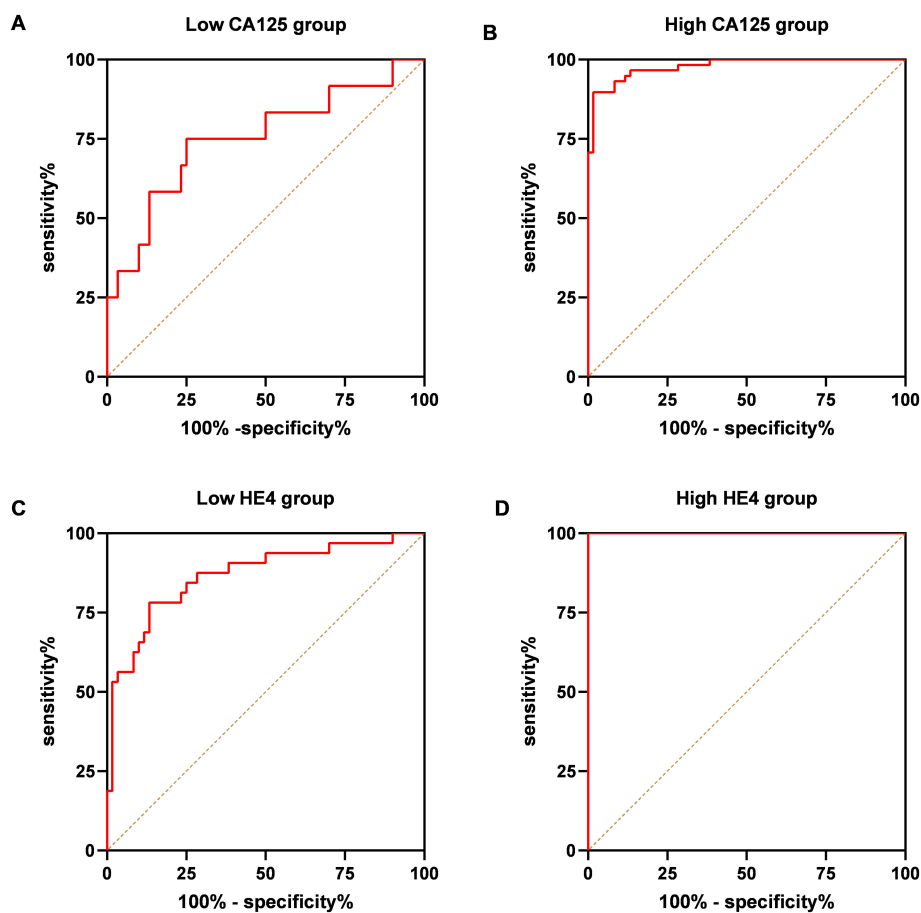 A
Low CA125 group
100
75
50
25
0
sensitivity%
0 25 50 75 100
100% -specificity%
B
High CA125 group
100
75
50
25
0
sensitivity%
0 25 50 75 100
100% - specificity%
C
Low HE4 group
100
75
50
25
0
sensitivity%
0 25 50 75 100
100% - specificity%
D
High HE4 group
100
75
50
25
0
sensitivity%
0 25 50 75 100
100% - specificity%